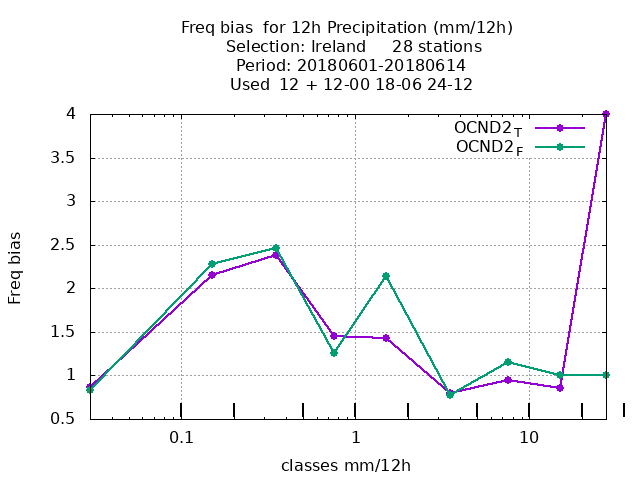 Freq bias  for 12h Precipitation (mm/12h)
Selection: Ireland     28 stations
Period: 20180601-20180614
Used  12 + 12-00 18-06 24-12
OCND2T
OCND2F
4
3.5
3
2.5
2
1.5
1
0.5
Freq bias
0.1
1
10
classes mm/12h